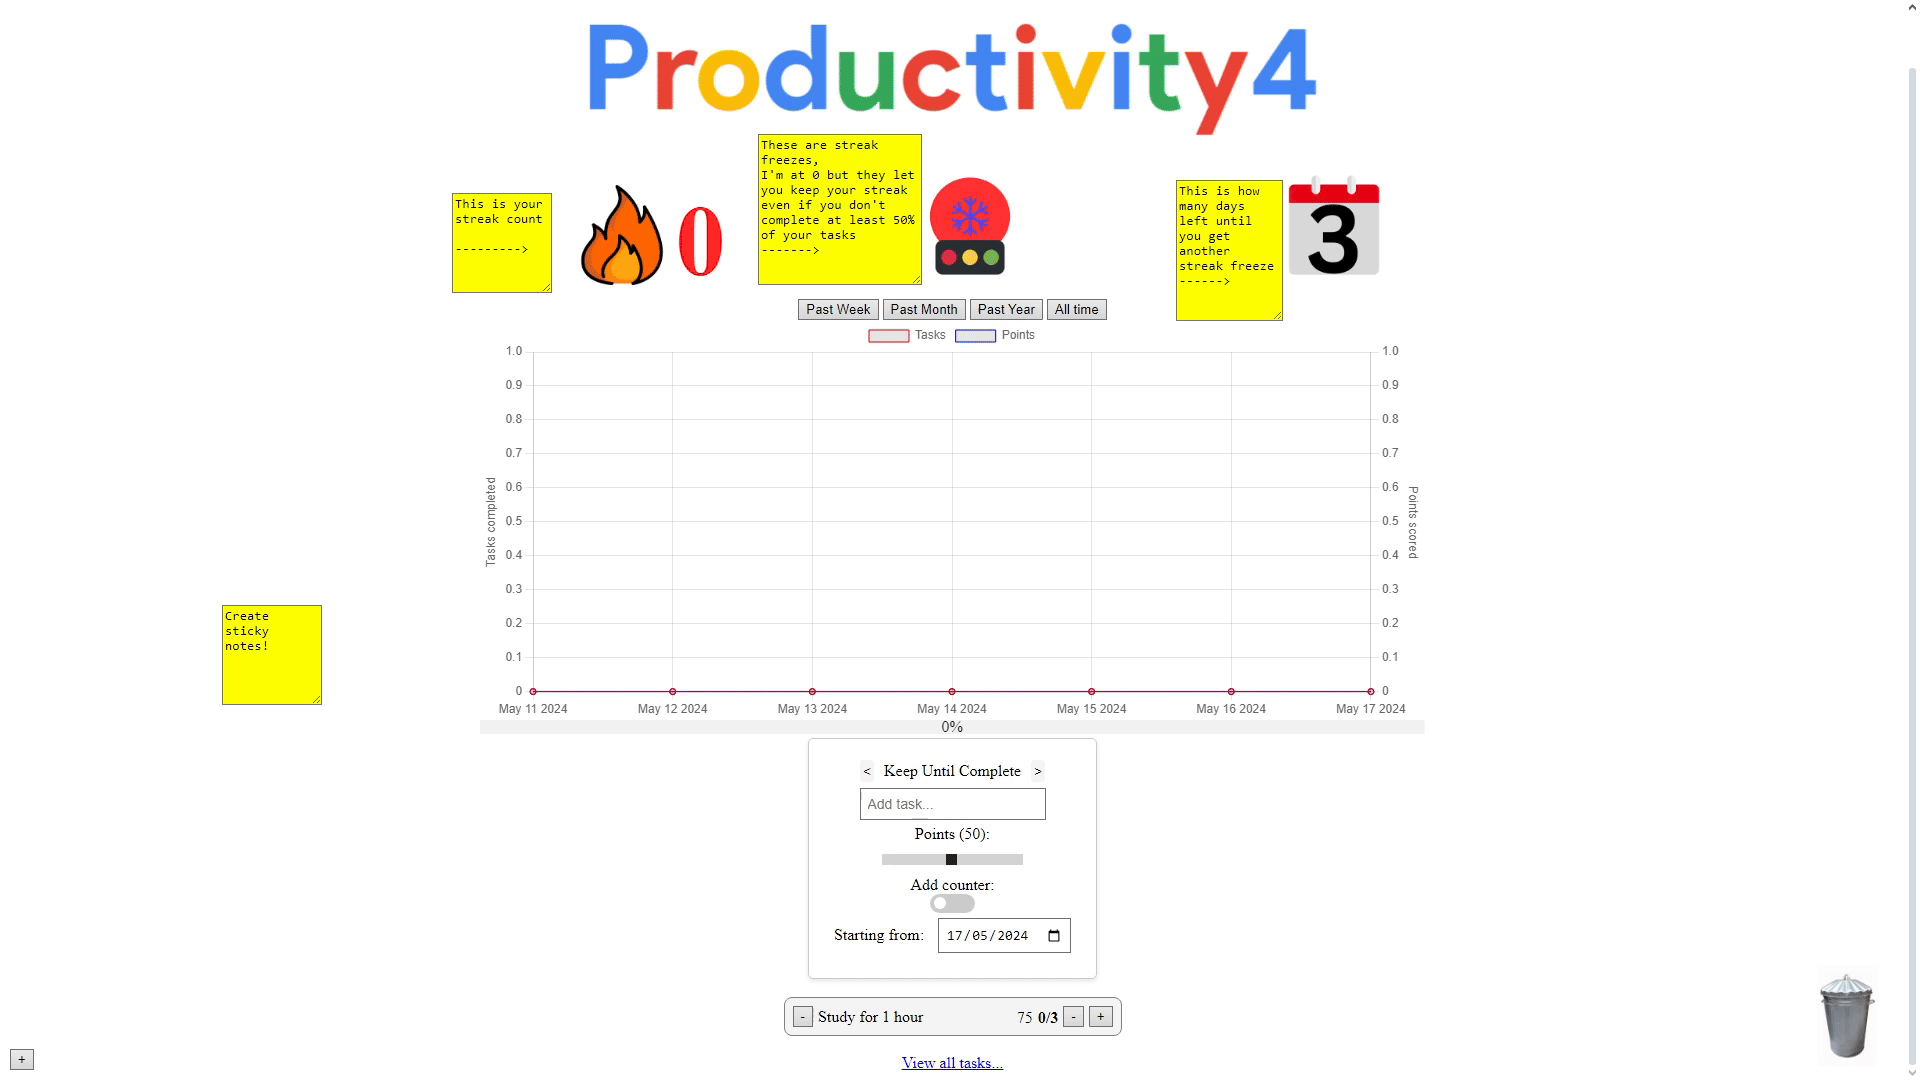 Productivity4
This is your
streak count
--------->
0
These are streak
freezes,
I'm at 0 but they let
you keep your streak
even if you don't
complete at least 50%
of your tasks
------->
This is how
many days
left until
you get
another
streak freeze
------>
3
Past Week
Past Month
Past Year
All time
Tasks
Points
1.0
0.9
0.8
0.7
0.6
0.5
0.4
0.3
0.2
0.1
0
Tasks completed
1.0
0.9
0.8
0.7
0.6
0.5
0.4
0.3
0.2
0.1
0
Points scored
May 11 2024
May 12 2024
May 13 2024
May 14 2024
May 15 2024
May 16 2024
May 17 2024
0%
Create
sticky
notes!
< Keep Until Complete >
Add task...
Points (50):
Add counter:
Starting from: 17/05/2024
- Study for 1 hour 75 0/3 - +
View all tasks...
+